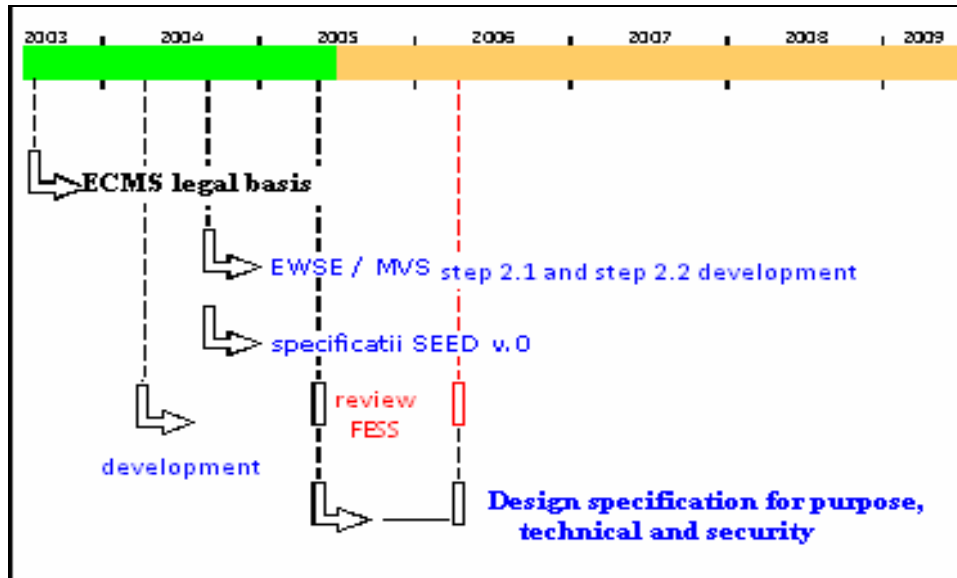 2003 2004 2005 2006 2007 2008 2009
ECMS legal basis
EWSE / MVS step 2.1 and step 2.2 development
specificatii SEED v.0
review
FESS
development
Design specification for purpose,
technical and security